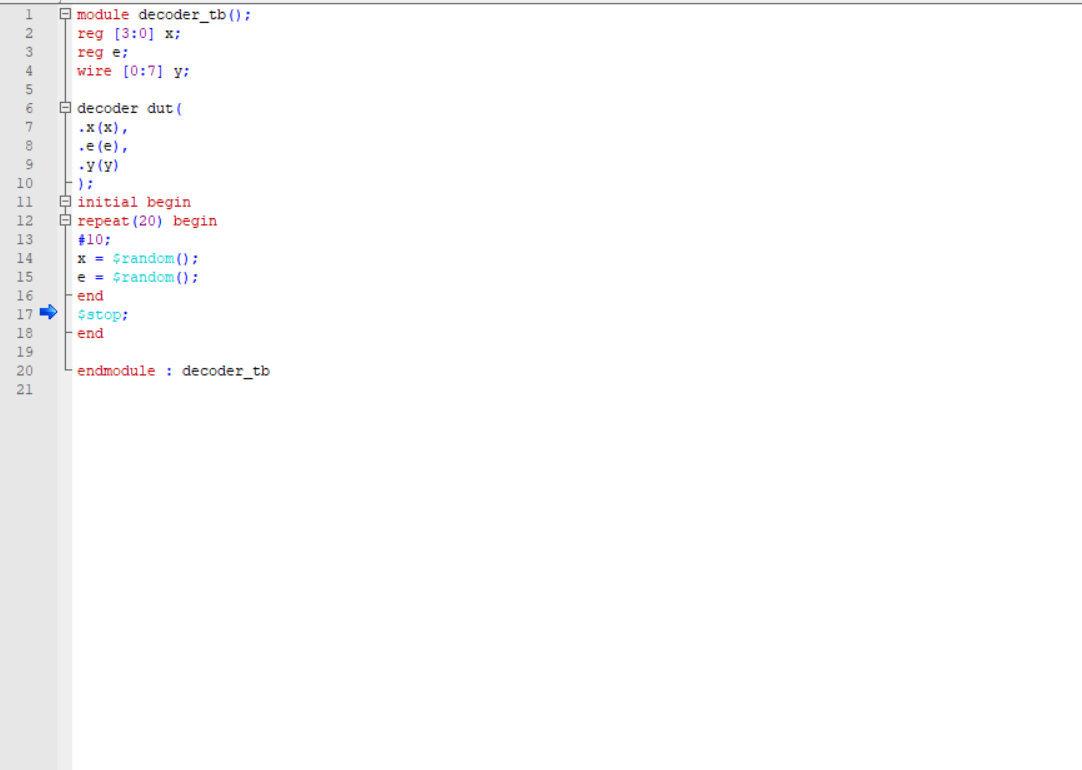 1 module decoder_tb();
2 reg [3:0] x;
3 reg e;
4 wire [0:7] y;
5
6 decoder dut(
7 .x(x),
8 .e(e),
9 .y(y)
10 );
11 initial begin
12 repeat(20) begin
13 #10;
14 x = $random();
15 e = $random();
16 end
17 $stop;
18 end
19
20 endmodule : decoder_tb
21